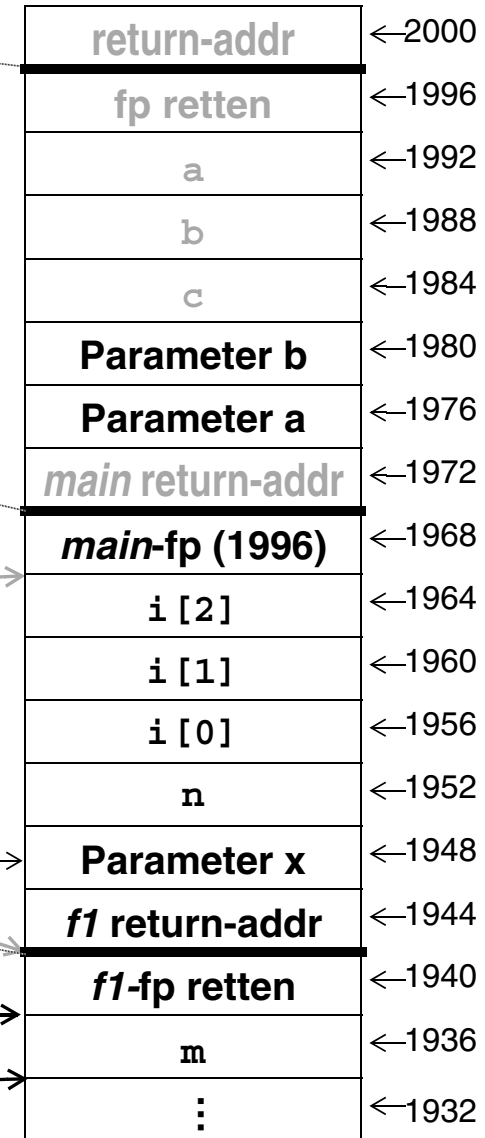 return-addr ←2000
fp retten ←1996
a ←1992
b ←1988
c ←1984
Parameter b ←1980
Parameter a ←1976
main return-addr ←1972
main-fp (1996) ←1968
i[2] ←1964
i[1] ←1960
i[0] ←1956
n ←1952
Parameter x ←1948
f1 return-addr ←1944
f1-fp retten ←1940
m ←1936
⋮ ←1932